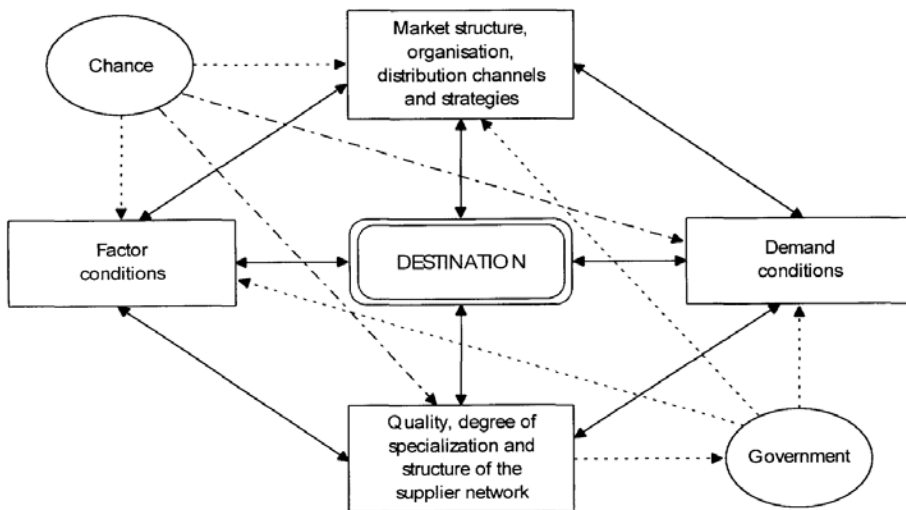 Market structure,
organisation,
distribution channels
and strategies
Chance
Factor
conditions
DESTINATION
Demand
conditions
Quality, degree of
specialization and
structure of the
supplier network
Government